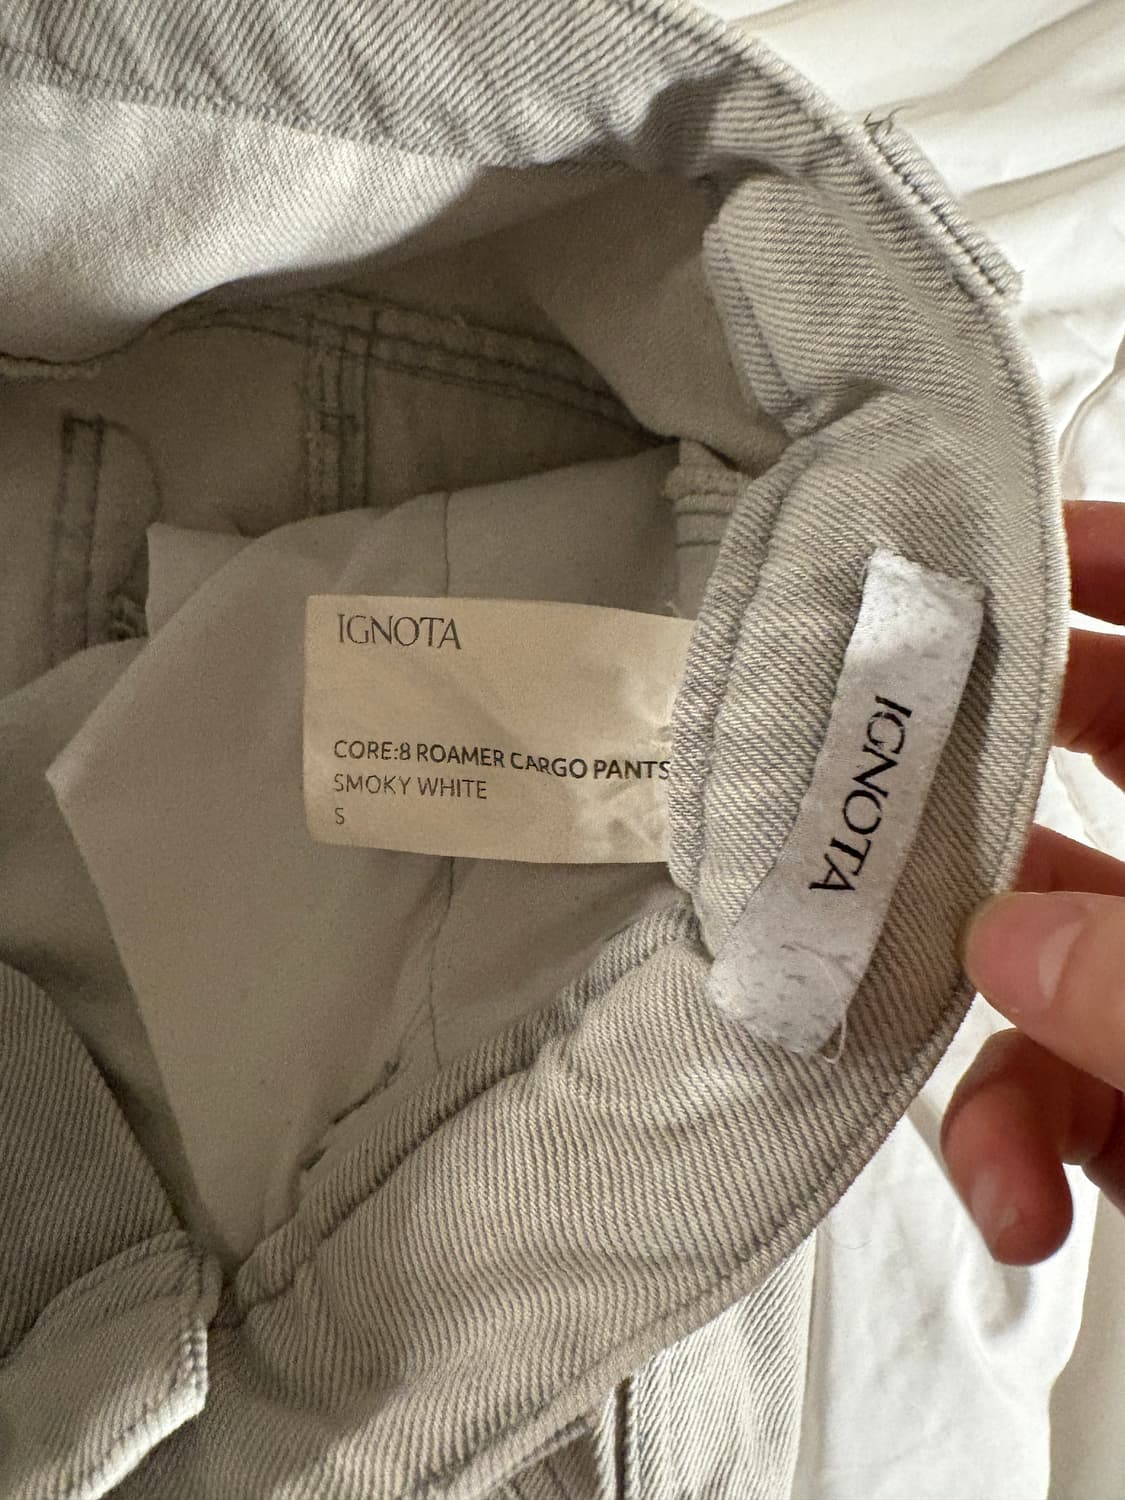 IGNOTA
CORE:8 ROAMER CARGO PANTS
SMOKY WHITE
S
IGNOTA